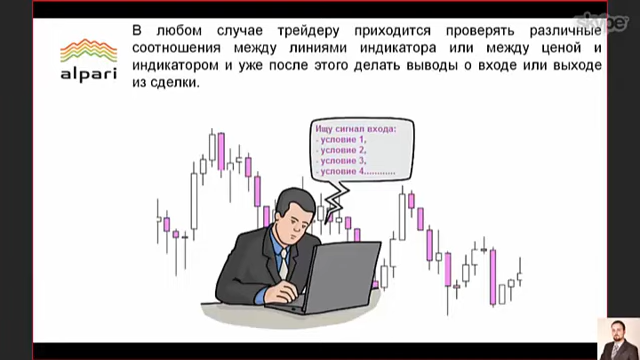 В любом случае трейдеру приходится проверять различные
соотношения между линиями индикатора или между ценой и
индикатором и уже после этого делать выводы о входе или выходе
из сделки.
alpari
skype
Ищу сигнал входа:
- условие 1,
- условие 2,
- условие 3,
- условие 4............